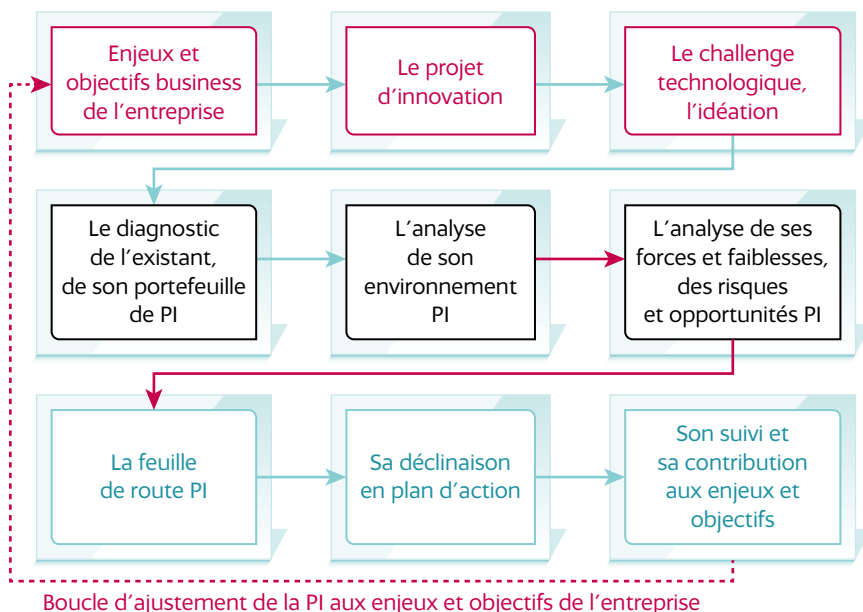 Enjeux et
objectifs business
de l'entreprise
Le projet
d'innovation
Le challenge
technologique,
l'idéation
Le diagnostic
de l'existant,
de son portefeuille
de PI
L'analyse
de son
environnement
PI
L'analyse de ses
forces et faiblesses,
des risques
et opportunités PI
La feuille
de route PI
Sa déclinaison
en plan d'action
Son suivi et
sa contribution
aux enjeux et
objectifs
Boucle d'ajustement de la PI aux enjeux et objectifs de l'entreprise